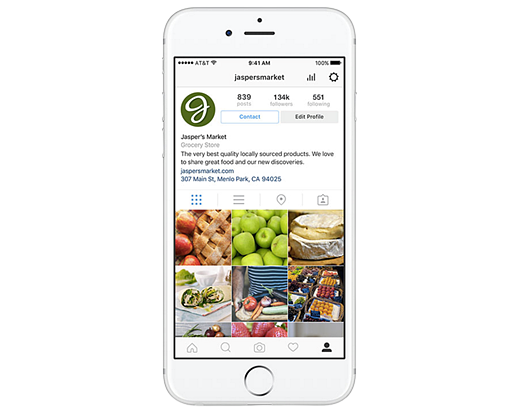 AT&T 9:41 AM 100%
jaspersmarket
839 134k 551
posts followers following
Contact Edit Profile
Jasper's Market
Grocery Store
The very best quality locally sourced products. We love
to share great food and our new discoveries.
jaspersmarket.com
307 Main St, Menlo Park, CA 94025